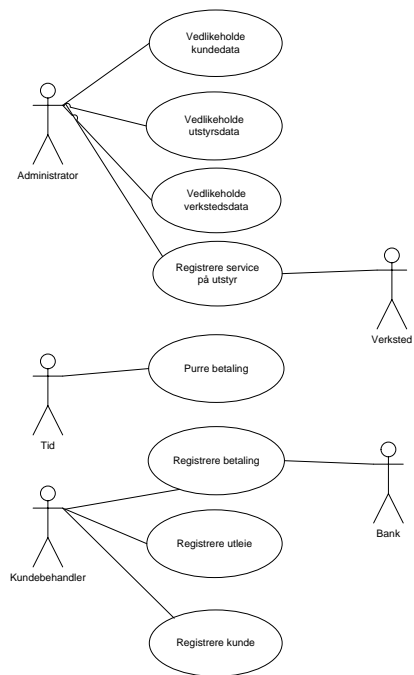 Vedlikeholde
kundedata
Vedlikeholde
utstyrsdata
Administrator
Vedlikeholde
verkstedsdata
Registrere service
på utstyr
Verksted
Purre betaling
Tid
Registrere betaling
Bank
Registrere utleie
Kundebehandler
Registrere kunde